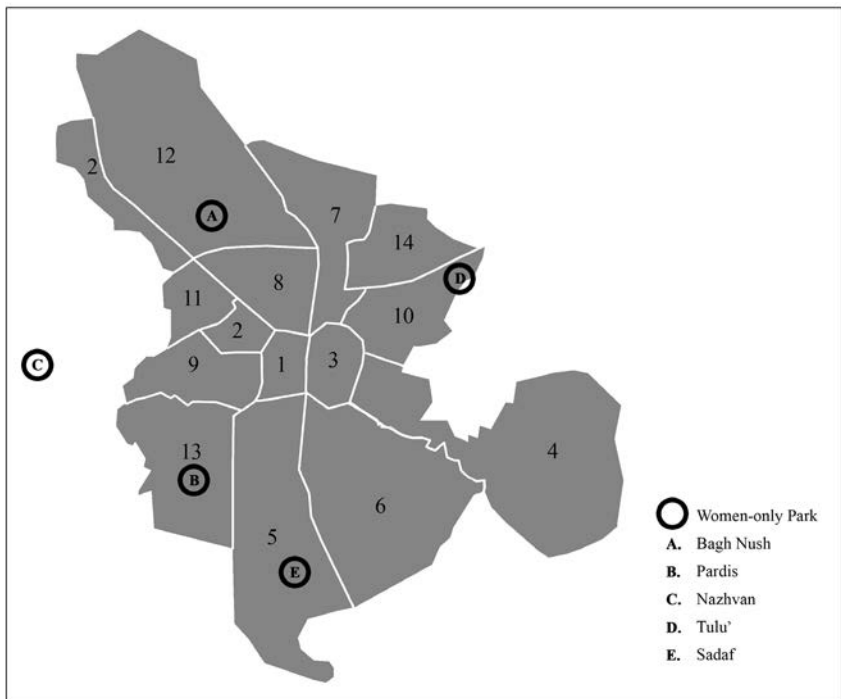 12
2
A
7
14
8
D
11
10
2
C
9
1
3
13
4
B
6
5
E
Women-only Park
A. Bagh Nush
B. Pardis
C. Nazhvan
D. Tulu’
E. Sadaf